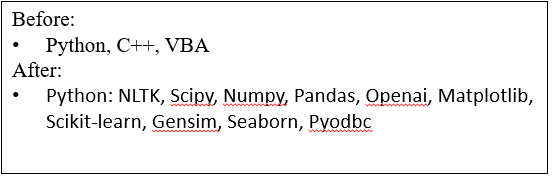 Before:
• Python, C++, VBA
After:
• Python: NLTK, Scipy, Numpy, Pandas, Openai, Matplotlib,
Scikit-learn, Gensim, Seaborn, Pyodbc